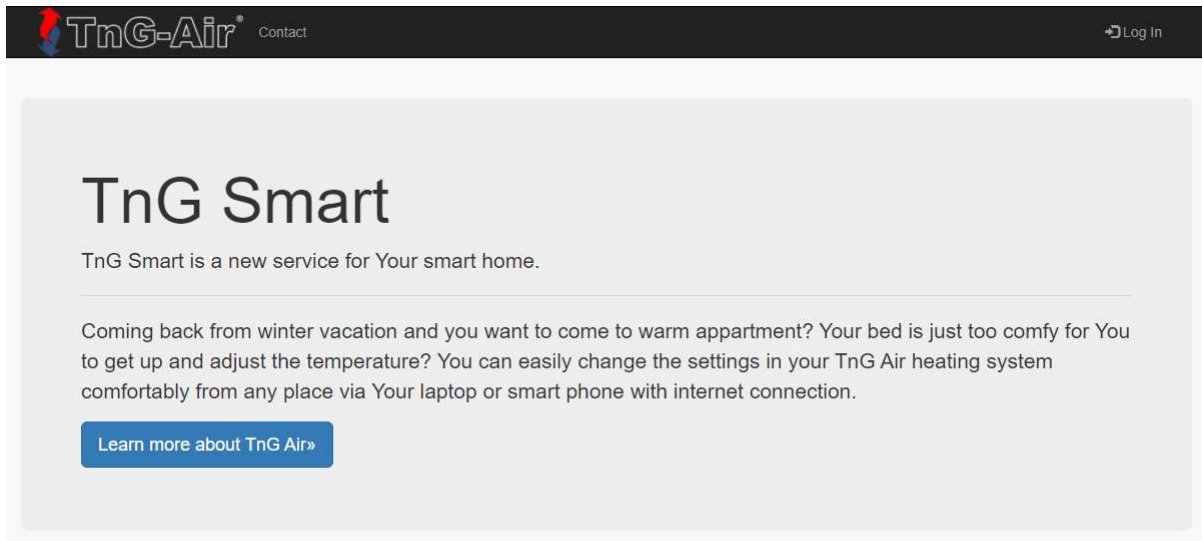 TnG-Air® Contact Log In
TnG Smart
TnG Smart is a new service for Your smart home.
Coming back from winter vacation and you want to come to warm appartment? Your bed is just too comfy for You
to get up and adjust the temperature? You can easily change the settings in your TnG Air heating system
comfortably from any place via Your laptop or smart phone with internet connection.
Learn more about TnG Air»